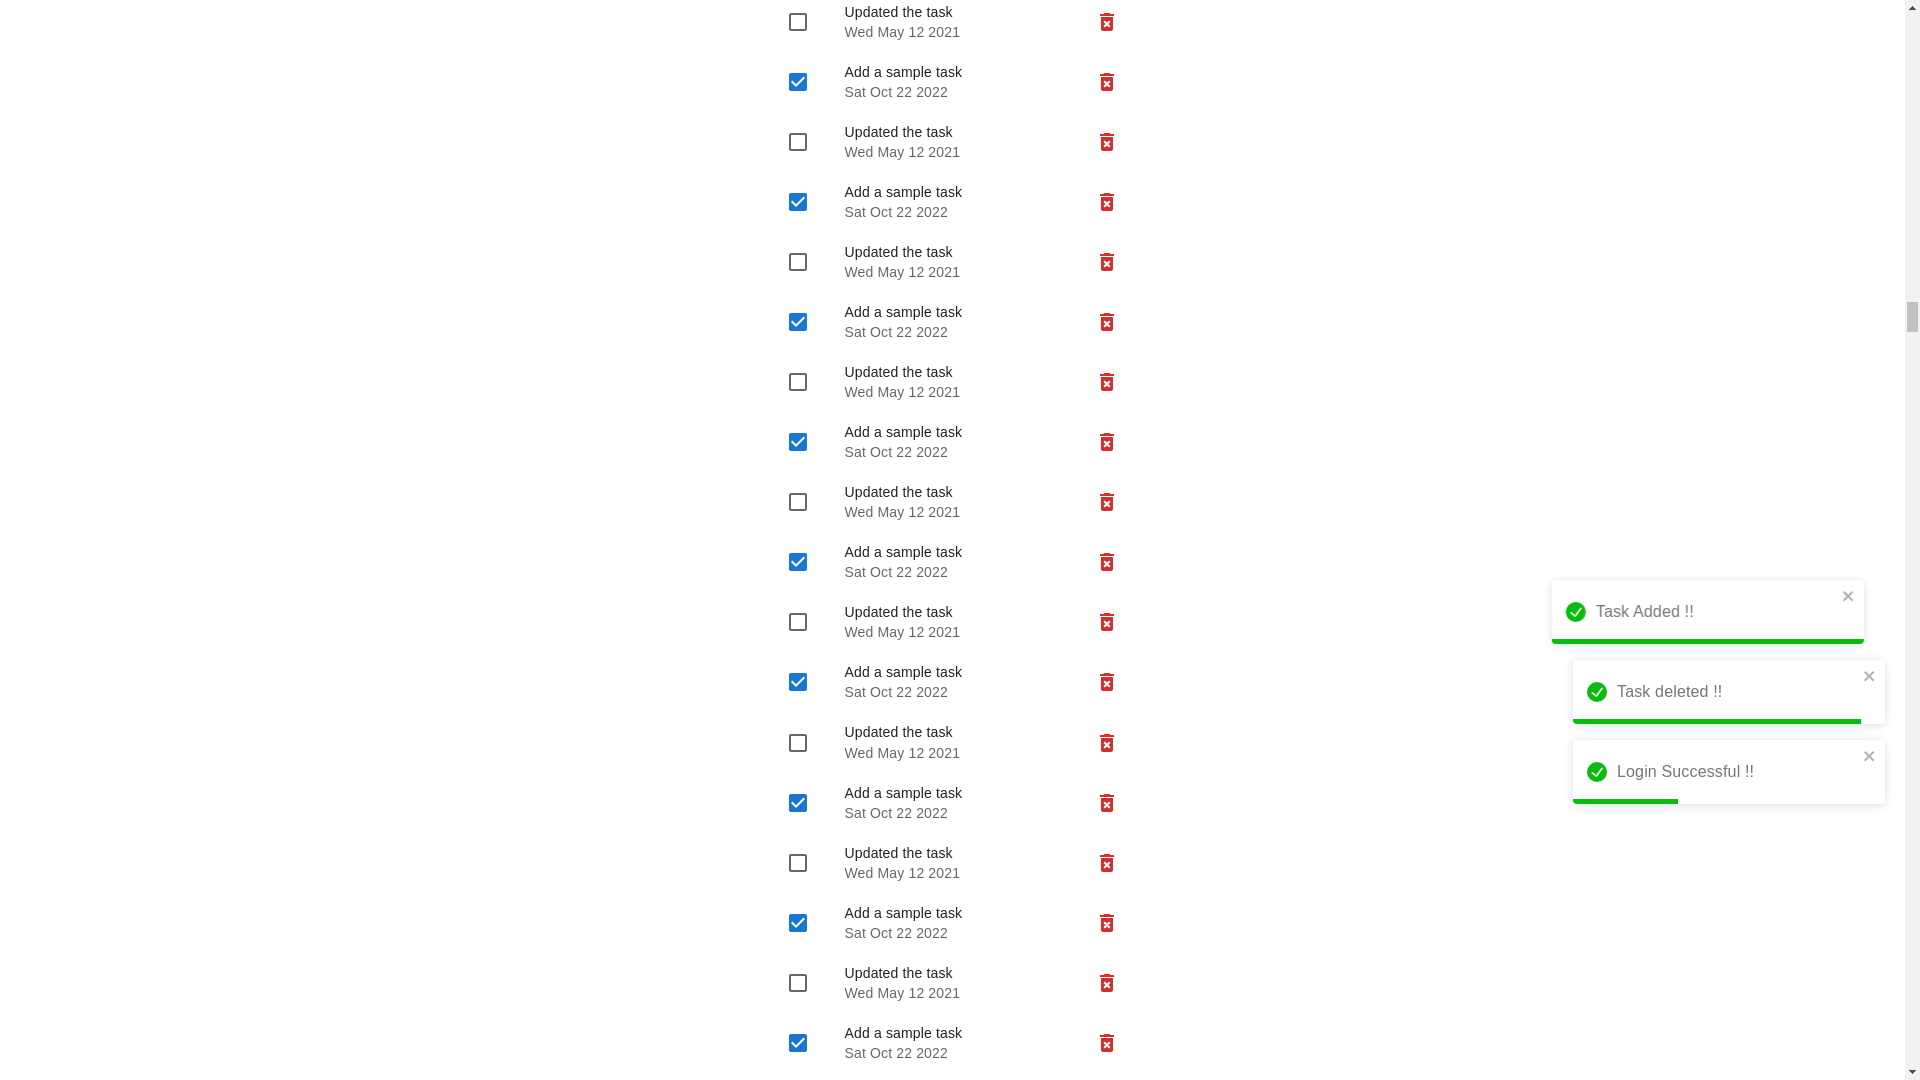 Updated the task
Wed May 12 2021
Add a sample task
Sat Oct 22 2022
Updated the task
Wed May 12 2021
Add a sample task
Sat Oct 22 2022
Updated the task
Wed May 12 2021
Add a sample task
Sat Oct 22 2022
Updated the task
Wed May 12 2021
Add a sample task
Sat Oct 22 2022
Updated the task
Wed May 12 2021
Add a sample task
Sat Oct 22 2022
Updated the task
Wed May 12 2021
Add a sample task
Sat Oct 22 2022
Updated the task
Wed May 12 2021
Add a sample task
Sat Oct 22 2022
Updated the task
Wed May 12 2021
Add a sample task
Sat Oct 22 2022
Updated the task
Wed May 12 2021
Add a sample task
Sat Oct 22 2022
Task Added !!
Task deleted !!
Login Successful !!